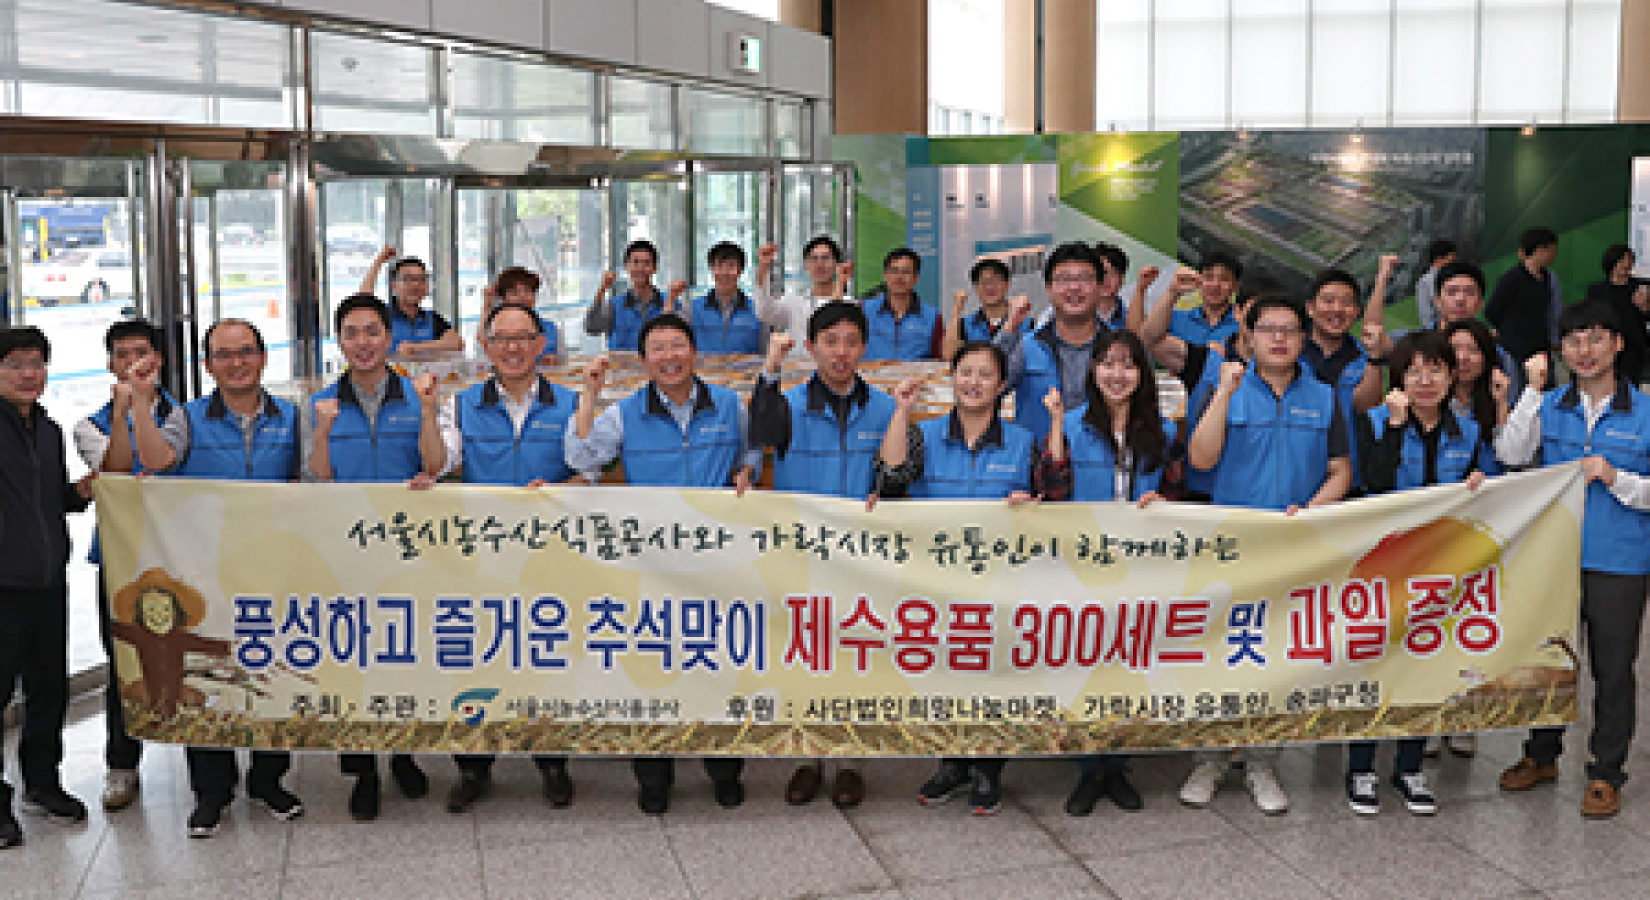 서울시농수산식품공사와 가락시장 유통인이 함께하는
풍성하고 즐거운 추석맞이 제수용품 300세트 및 과일 증정
주최·주관 : 서울시농수산식품공사 후원 : 사단법인희망나눔마켓, 가락시장 유통인, 송파구청